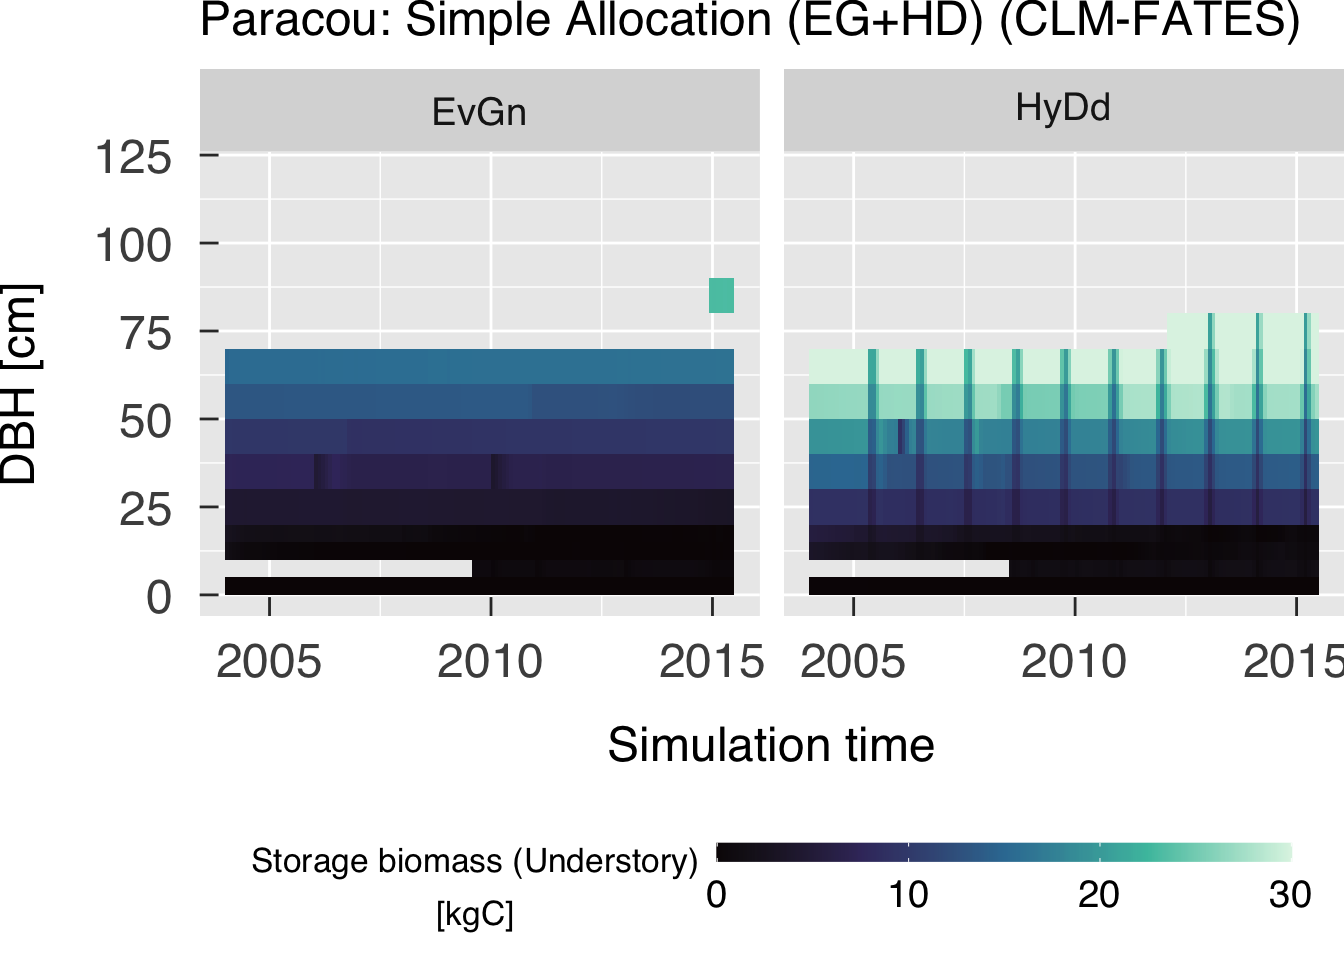 Paracou: Simple Allocation (EG+HD) (CLM-FATES)
EvGn
HyDd
DBH [cm]
125
100
75
50
25
0
2005 2010 2015
2005 2010 2015
Simulation time
Storage biomass (Understory)
[kgC]
0 10 20 30